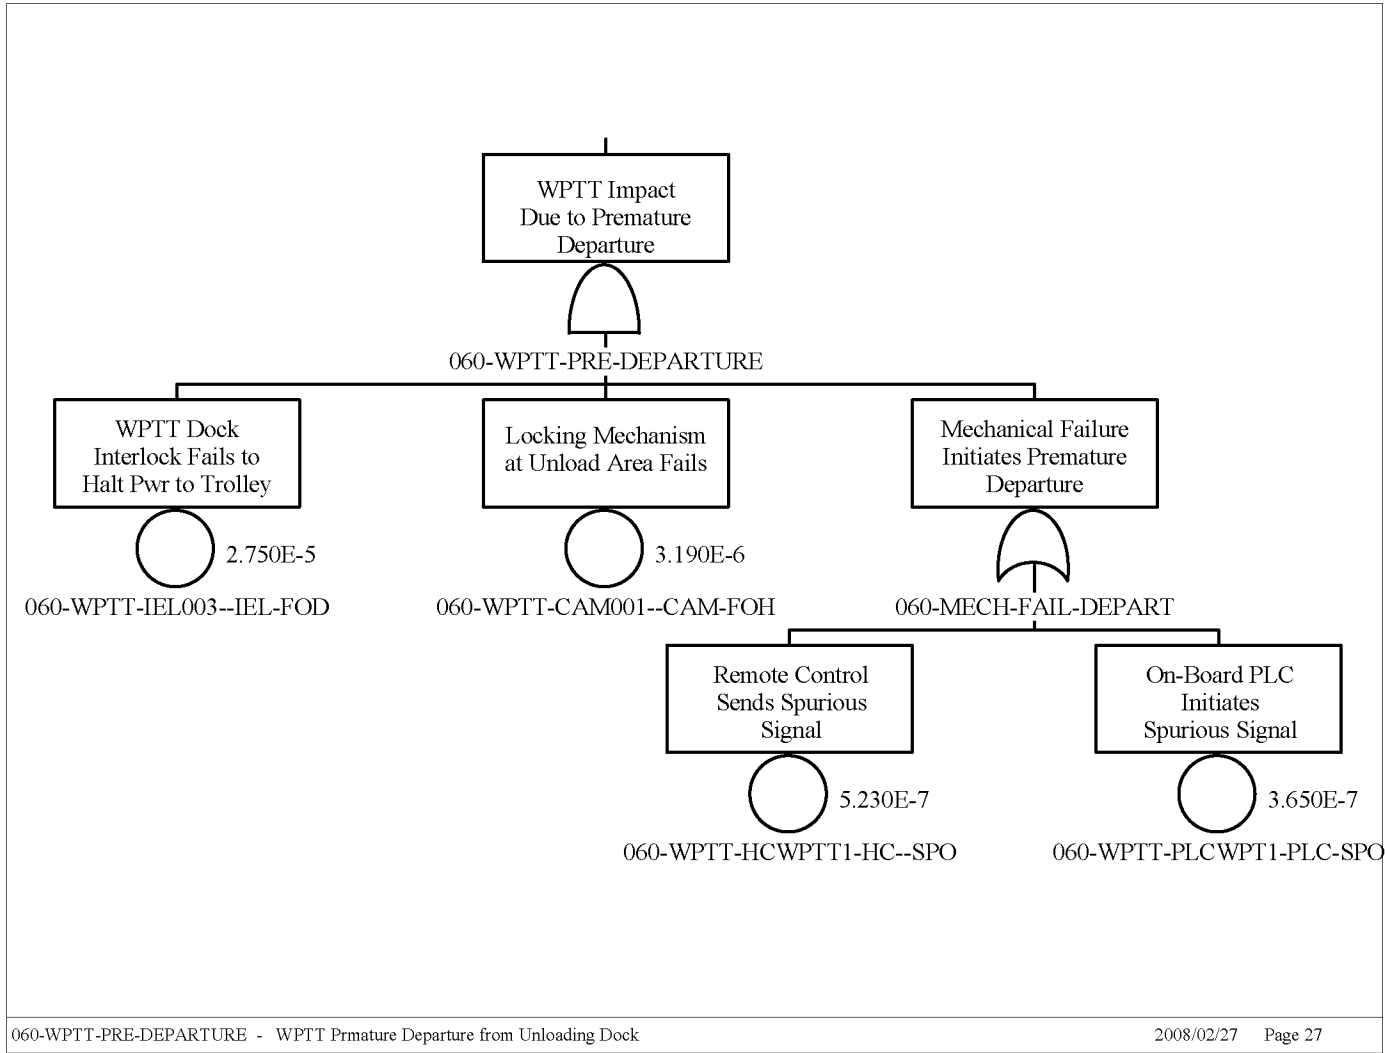 WPTT Impact
Due to Premature
Departure
060-WPTT-PRE-DEPARTURE
WPTT Dock
Interlock Fails to
Halt Pwr to Trolley
2.750E-5
060-WPTT-IEL003--IEL-FOD
Locking Mechanism
at Unload Area Fails
3.190E-6
060-WPTT-CAM001--CAM-FOH
Mechanical Failure
Initiates Premature
Departure
060-MECH-FAIL-DEPART
Remote Control
Sends Spurious
Signal
5.230E-7
060-WPTT-HCWPTT1-HC--SPO
On-Board PLC
Initiates
Spurious Signal
3.650E-7
060-WPTT-PLCWPT1-PLC-SPO
060-WPTT-PRE-DEPARTURE - WPTT Prmature Departure from Unloading Dock
2008/02/27 Page 27